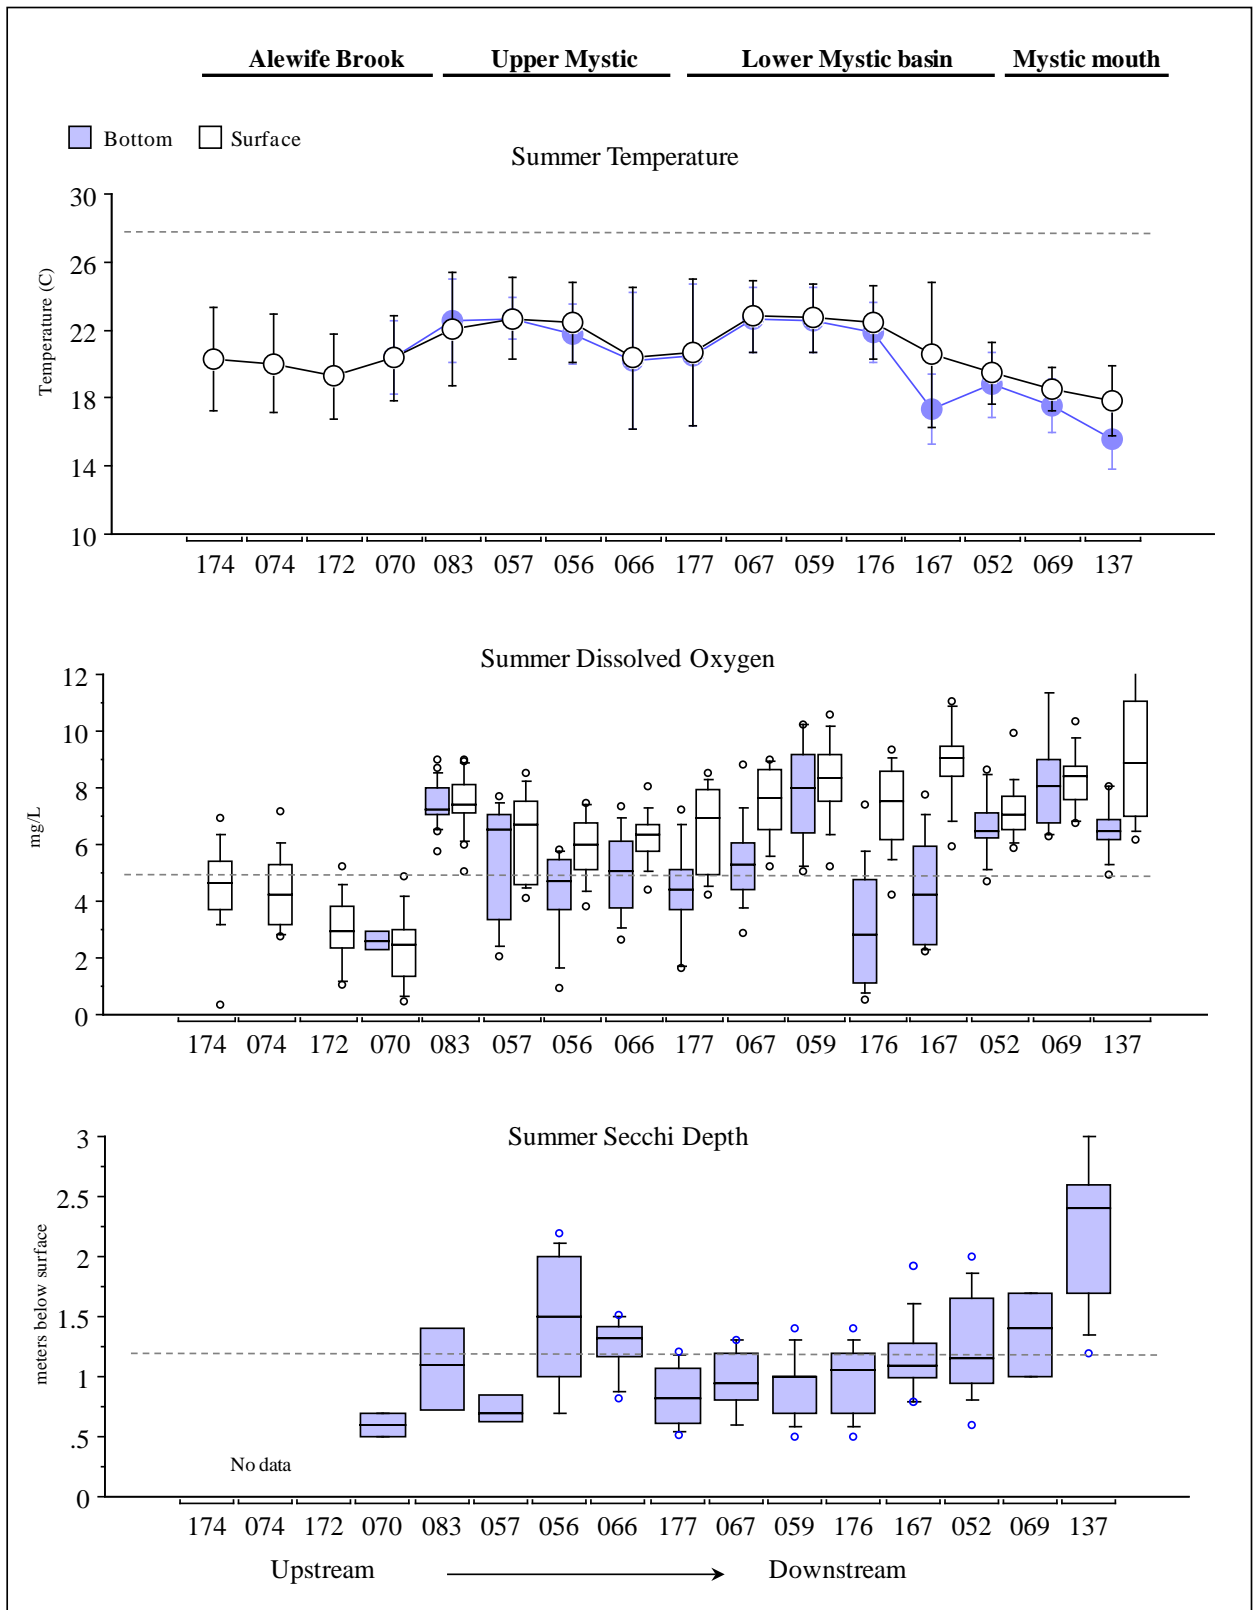 Alewife Brook Upper Mystic Lower Mystic basin Mystic mouth
Bottom Surface
Summer Temperature
Temperature (C)
30
26
22
18
14
10
174 074 172 070 083 057 056 066 177 067 059 176 167 052 069 137
Summer Dissolved Oxygen
mg/L
12
10
8
6
4
2
0
174 074 172 070 083 057 056 066 177 067 059 176 167 052 069 137
Summer Secchi Depth
meters below surface
3
2.5
2
1.5
1
.5
0
No data
174 074 172 070 083 057 056 066 177 067 059 176 167 052 069 137
Upstream Downstream